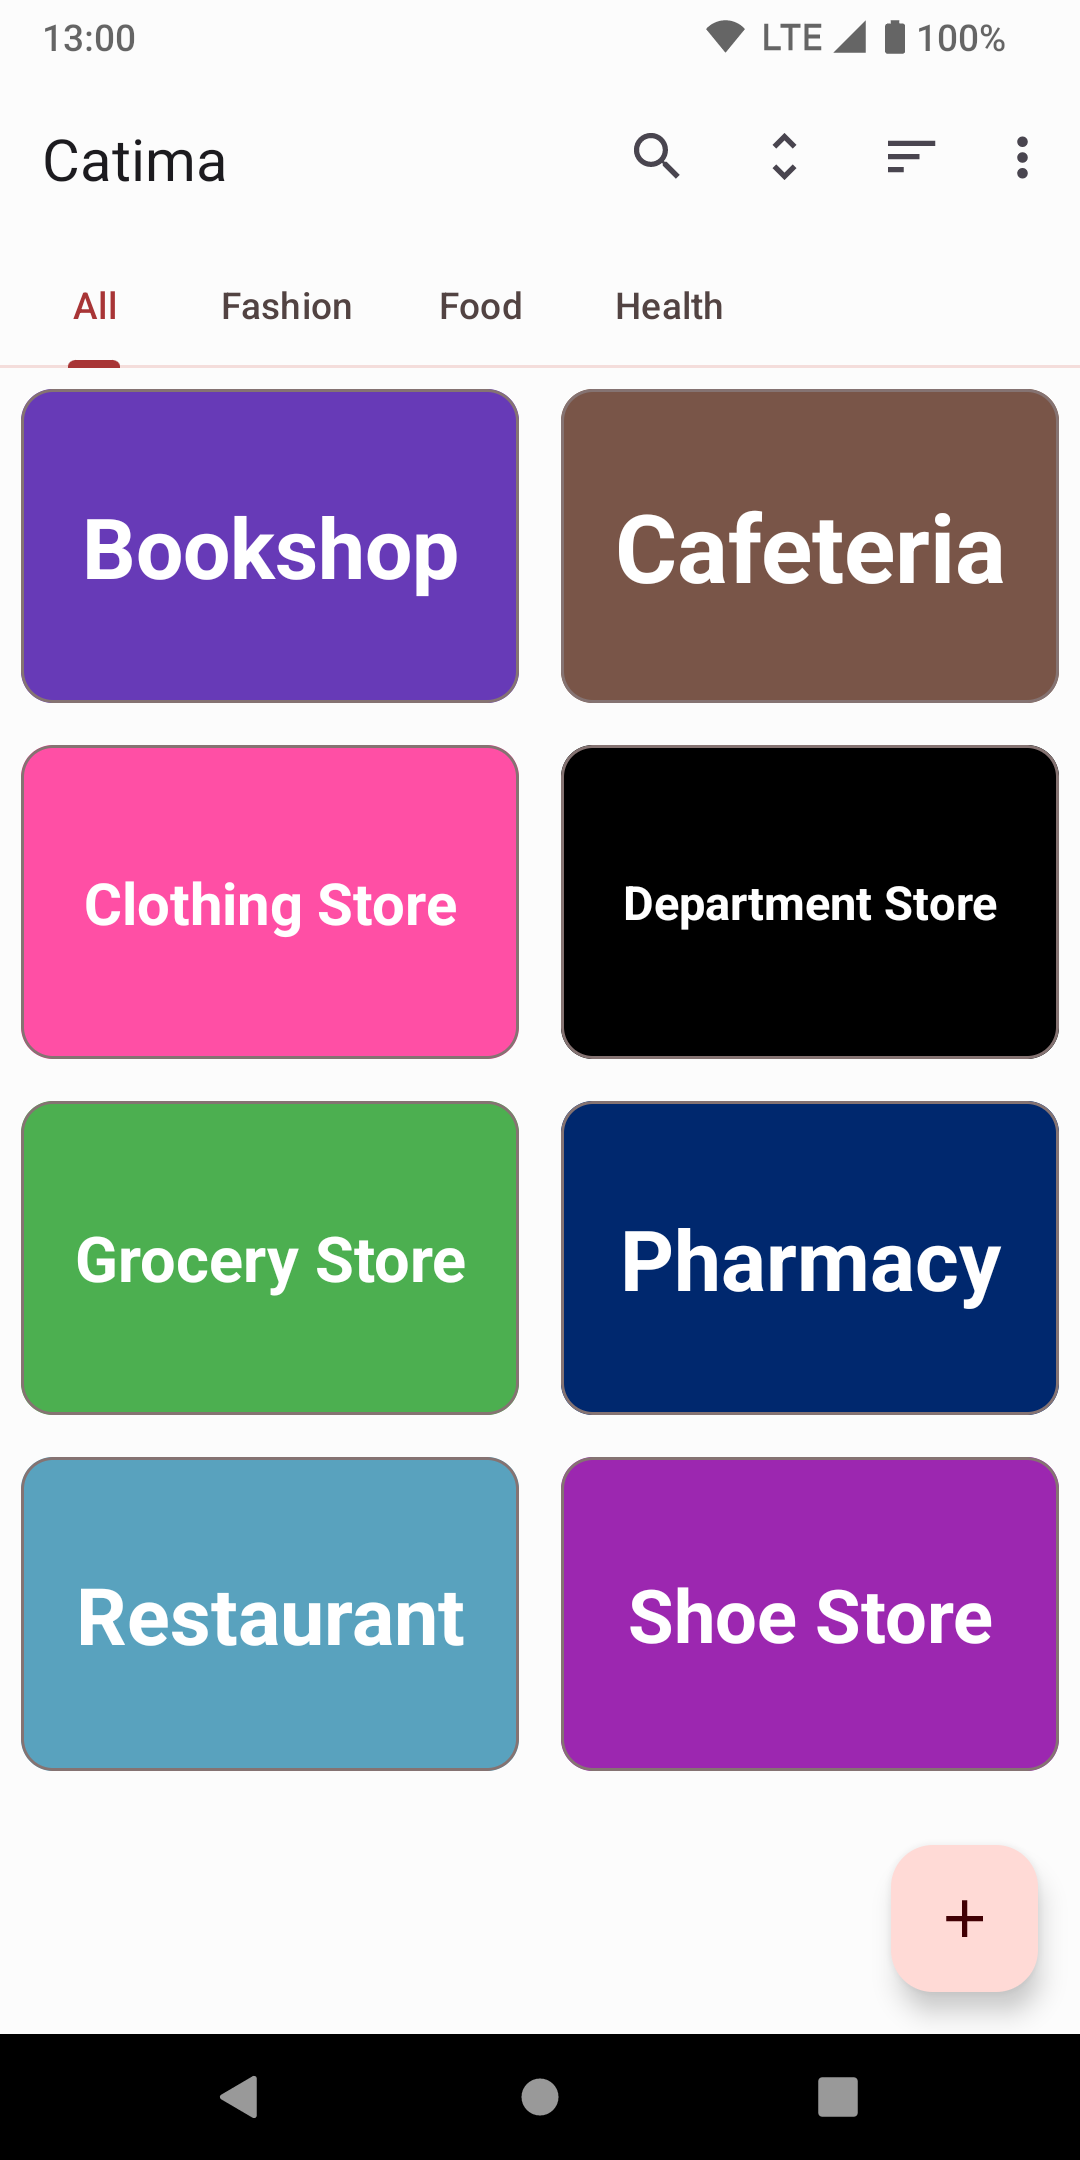 13:00 LTE 100%
Catima
All Fashion Food Health
Bookshop Cafeteria
Clothing Store Department Store
Grocery Store Pharmacy
Restaurant Shoe Store